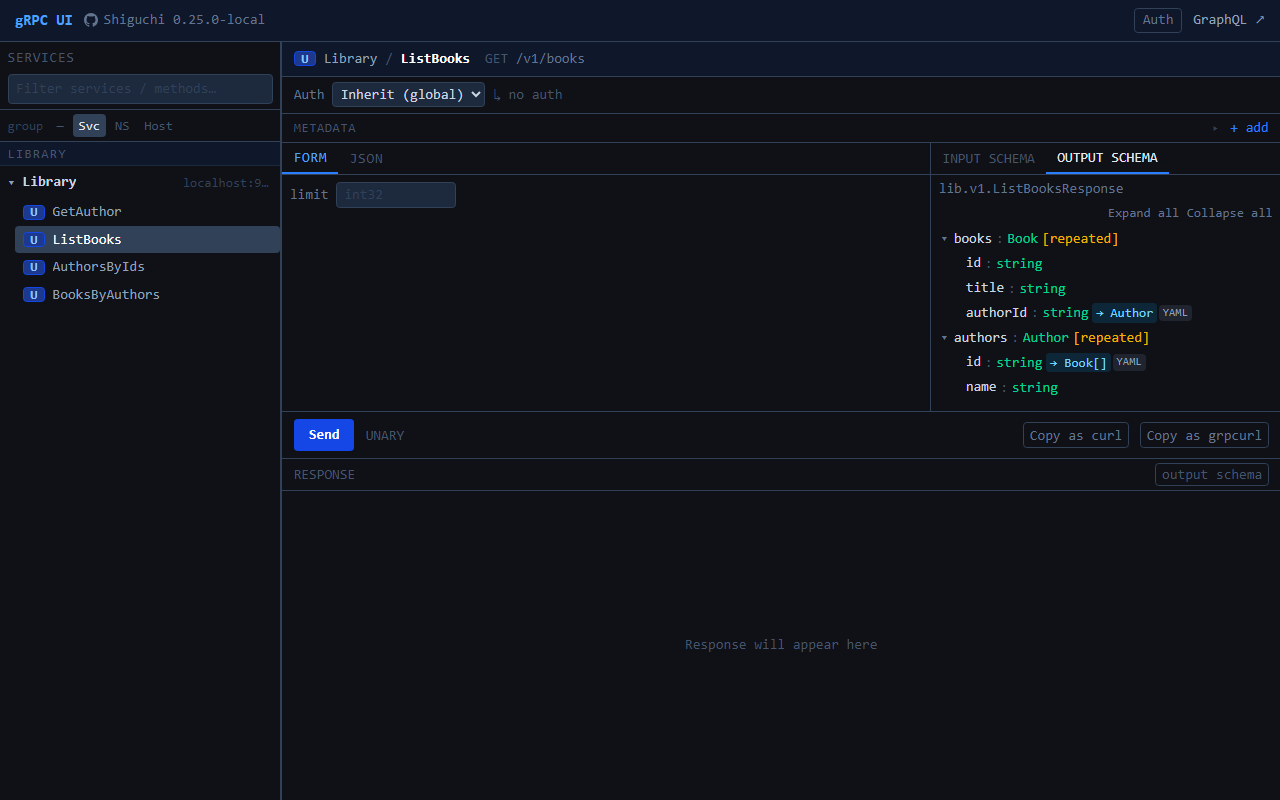 gRPC UI Shiguchi 0.25.0-local Auth GraphQL ↗
SERVICES
Filter services / methods…
group — Svc NS Host
LIBRARY
▾ Library localhost:9…
U GetAuthor
U ListBooks
U AuthorsByIds
U BooksByAuthors
U Library / ListBooks GET /v1/books
Auth Inherit (global) ↳ no auth
METADATA ▸ + add
FORM JSON
limit int32
INPUT SCHEMA OUTPUT SCHEMA
lib.v1.ListBooksResponse
Expand all Collapse all
▾ books : Book [repeated]
id : string
title : string
authorId : string → Author YAML
▾ authors : Author [repeated]
id : string → Book[] YAML
name : string
Send UNARY Copy as curl Copy as grpcurl
RESPONSE output schema
Response will appear here